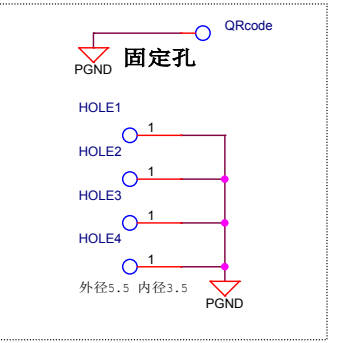 QRcode
PGND
固定孔
HOLE1
1
HOLE2
1
HOLE3
1
HOLE4
1
外径5.5 内径3.5
PGND